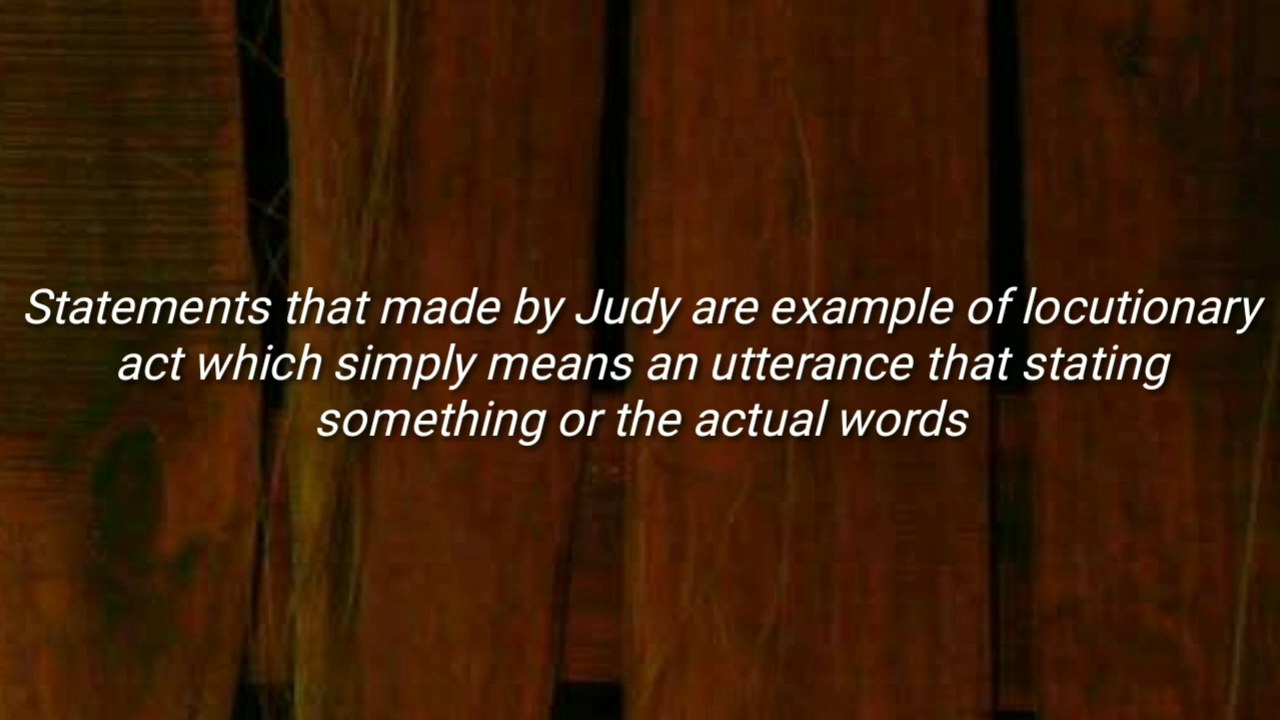 Statements that made by Judy are example of locutionary
act which simply means an utterance that stating
something or the actual words